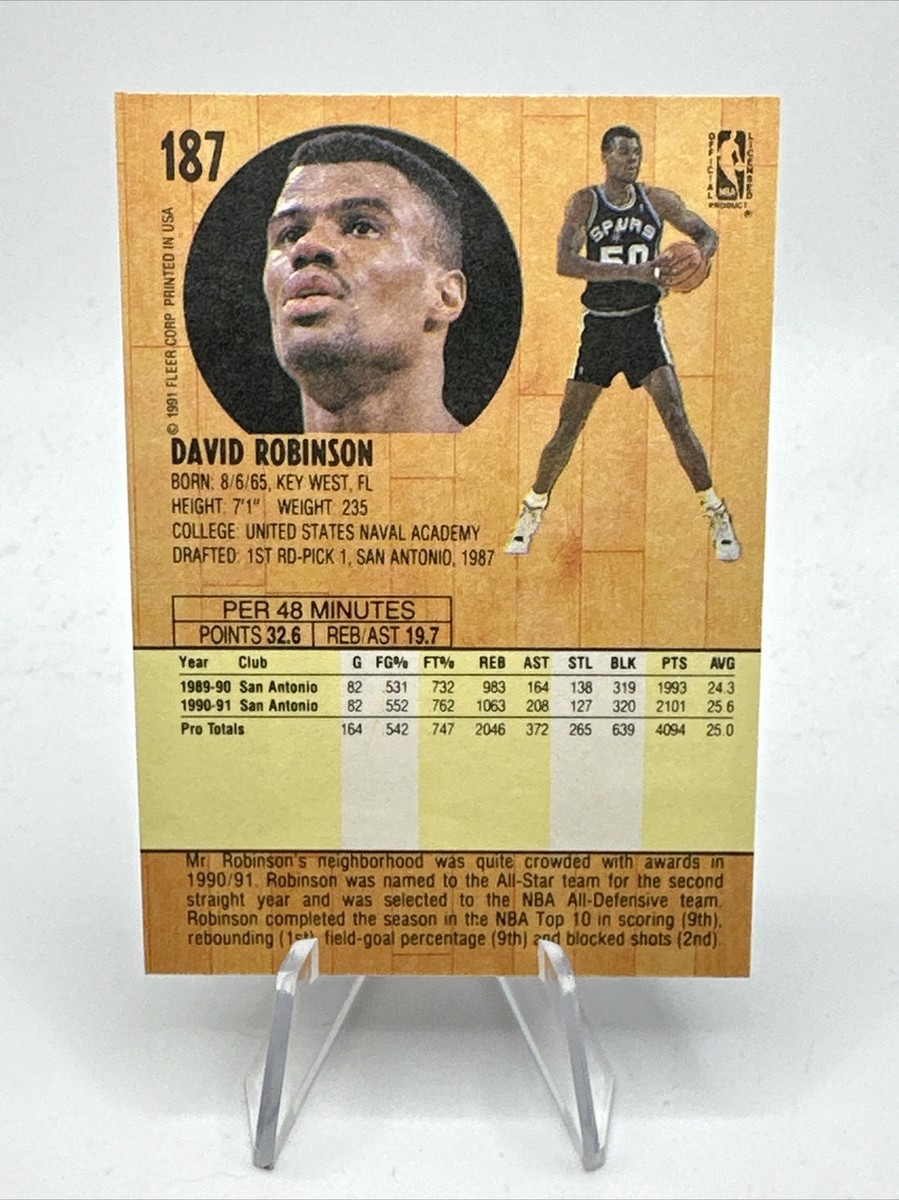 187
OFFICIAL LICENSED
NBA
PRODUCT
®
SPURS
50
© 1991 FLEER CORP. PRINTED IN USA
DAVID ROBINSON
BORN: 8/6/65, KEY WEST, FL
HEIGHT: 7'1" WEIGHT: 235
COLLEGE: UNITED STATES NAVAL ACADEMY
DRAFTED: 1ST RD-PICK 1, SAN ANTONIO, 1987
PER 48 MINUTES
POINTS 32.6 REB/AST 19.7
Year Club G FG% FT% REB AST STL BLK PTS AVG
1989-90 San Antonio 82 .531 .732 983 164 138 319 1993 24.3
1990-91 San Antonio 82 .552 .762 1063 208 127 320 2101 25.6
Pro Totals 164 .542 .747 2046 372 265 639 4094 25.0
Mr. Robinson's neighborhood was quite crowded with awards in
1990/91. Robinson was named to the All-Star team for the second
straight year and was selected to the NBA All-Defensive team.
Robinson completed the season in the NBA Top 10 in scoring (9th),
rebounding (1st), field-goal percentage (9th) and blocked shots (2nd).